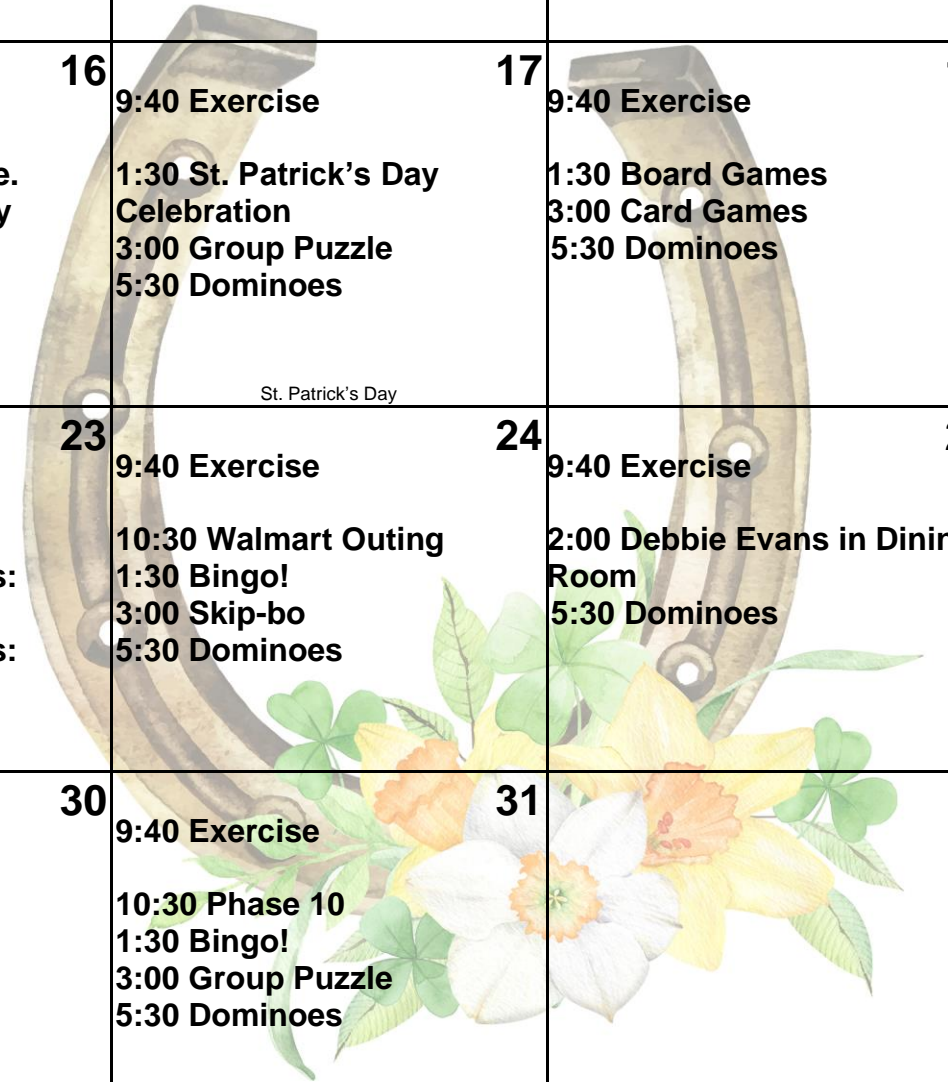 16
e.
y
9:40 Exercise
1:30 St. Patrick's Day
Celebration
3:00 Group Puzzle
5:30 Dominoes
St. Patrick's Day
17
9:40 Exercise
1:30 Board Games
3:00 Card Games
5:30 Dominoes
23
s:
s:
9:40 Exercise
10:30 Walmart Outing
1:30 Bingo!
3:00 Skip-bo
5:30 Dominoes
24
9:40 Exercise
2:00 Debbie Evans in Dinin
Room
5:30 Dominoes
30
9:40 Exercise
10:30 Phase 10
1:30 Bingo!
3:00 Group Puzzle
5:30 Dominoes
31